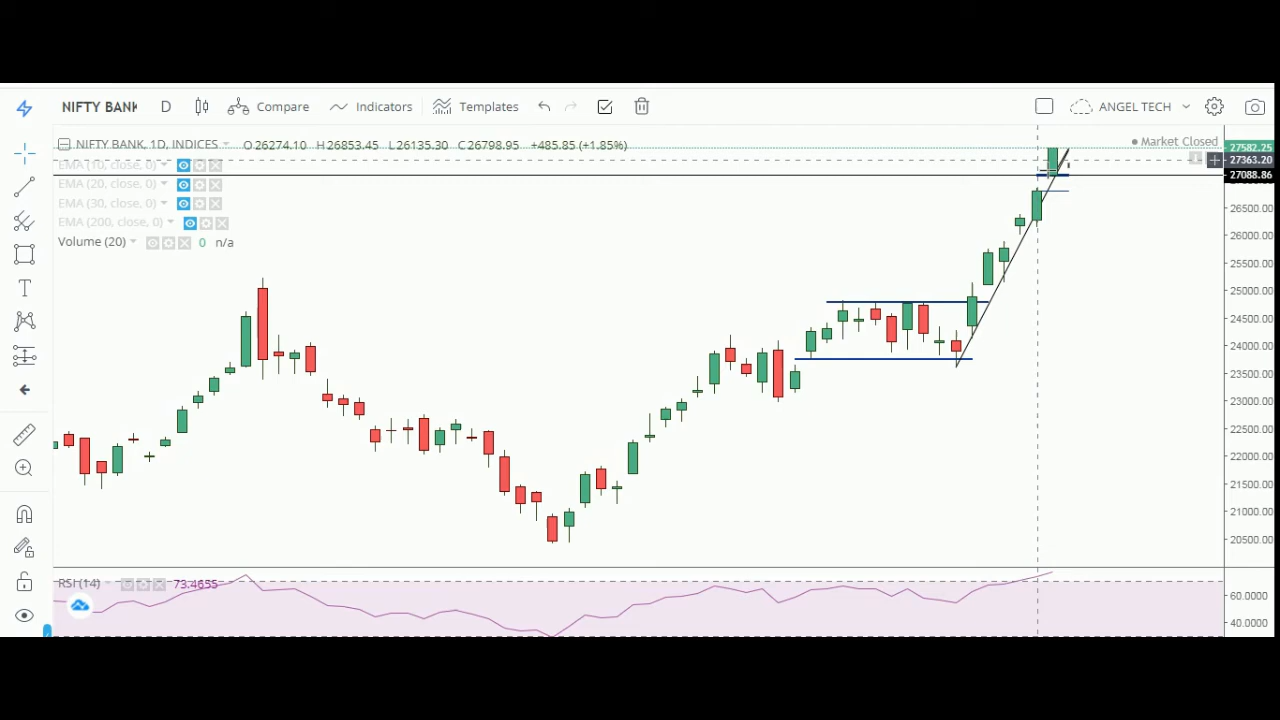 NIFTY BANK D Compare Indicators Templates ANGEL TECH
NIFTY BANK, 1D, INDICES O26274.10 H26853.45 L26135.30 C26798.95 +485.85 (+1.85%)
Market Closed
EMA (10, close, 0)
EMA (20, close, 0)
EMA (30, close, 0)
EMA (200, close, 0)
Volume (20) 0 n/a
27582.25
27363.20
27088.86
26500.00
26000.00
25500.00
25000.00
24500.00
24000.00
23500.00
23000.00
22500.00
22000.00
21500.00
21000.00
20500.00
RSI (14) 73.4655
60.0000
40.0000